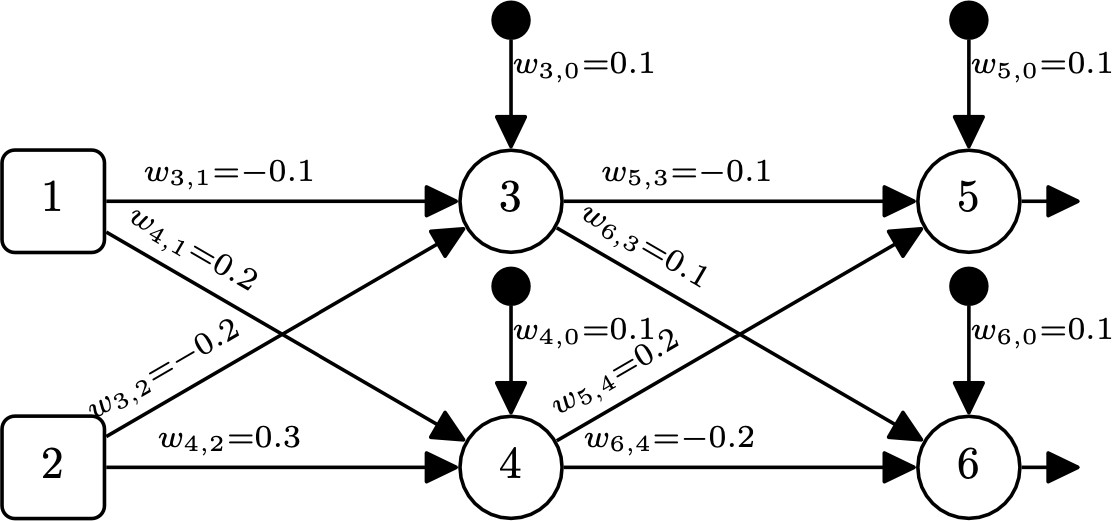 w3,0=0.1
w5,0=0.1
1
w3,1=−0.1
3
w5,3=−0.1
5
w4,1=0.2
w6,3=0.1
w3,2=−0.2
w4,0=0.1
w5,4=0.2
w6,0=0.1
2
w4,2=0.3
4
w6,4=−0.2
6